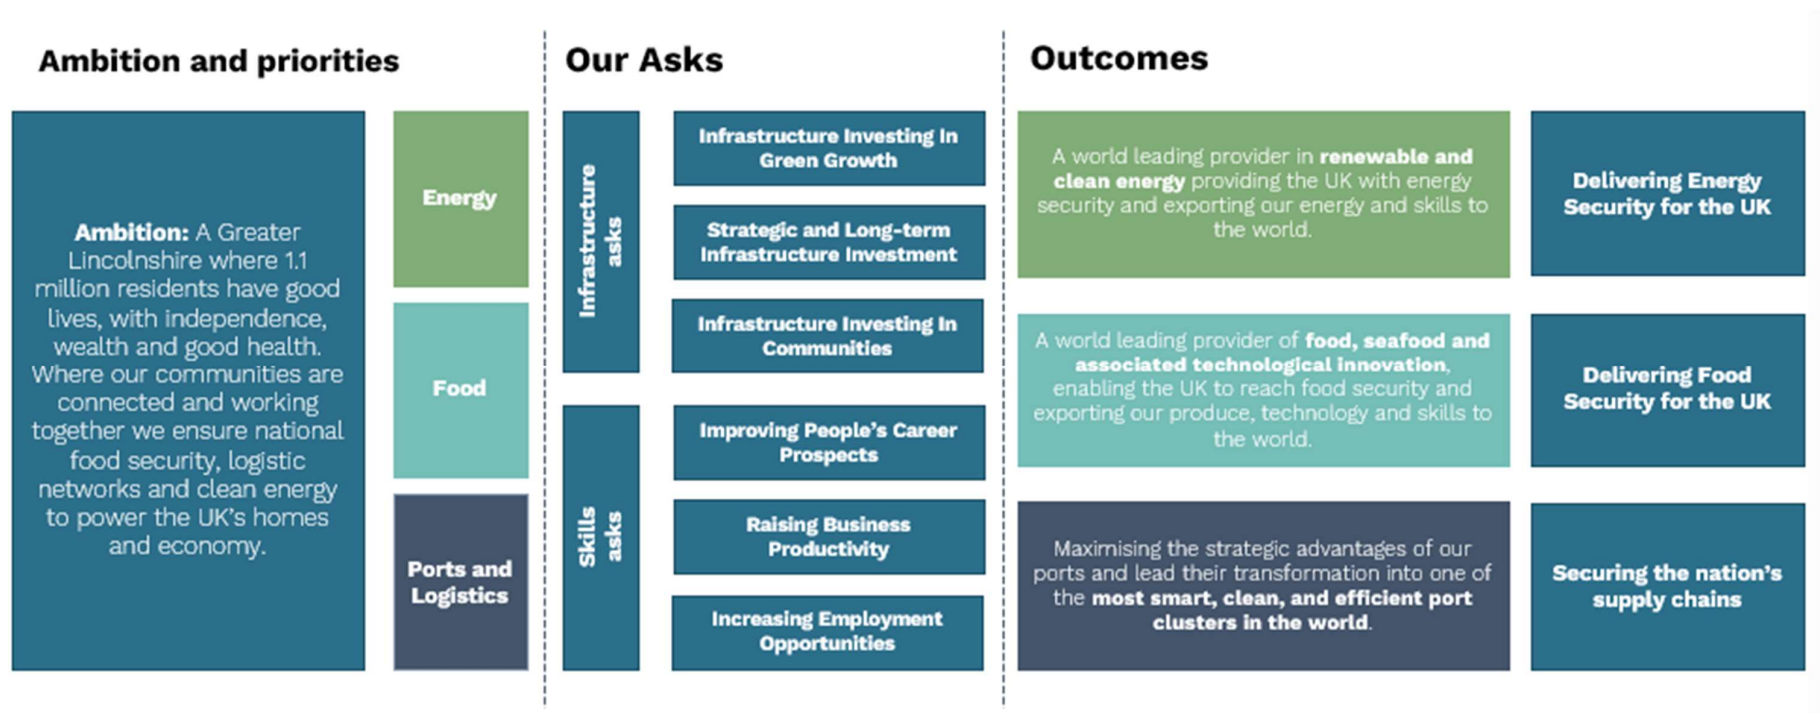 Ambition and priorities
Ambition: A Greater
Lincolnshire where 1.1
million residents have good
lives, with independence,
wealth and good health.
Where our communities are
connected and working
together we ensure national
food security, logistic
networks and clean energy
to power the UK's homes
and economy.
Energy
Food
Ports and
Logistics
Our Asks
Infrastructure
asks
Infrastructure Investing In
Green Growth
Strategic and Long-term
Infrastructure Investment
Infrastructure Investing In
Communities
Skills
asks
Improving People's Career
Prospects
Raising Business
Productivity
Increasing Employment
Opportunities
Outcomes
A world leading provider in renewable and
clean energy providing the UK with energy
security and exporting our energy and skills to
the world.
Delivering Energy
Security for the UK
A world leading provider of food, seafood and
associated technological innovation,
enabling the UK to reach food security and
exporting our produce, technology and skills to
the world.
Delivering Food
Security for the UK
Maximising the strategic advantages of our
ports and lead their transformation into one of
the most smart, clean, and efficient port
clusters in the world.
Securing the nation's
supply chains